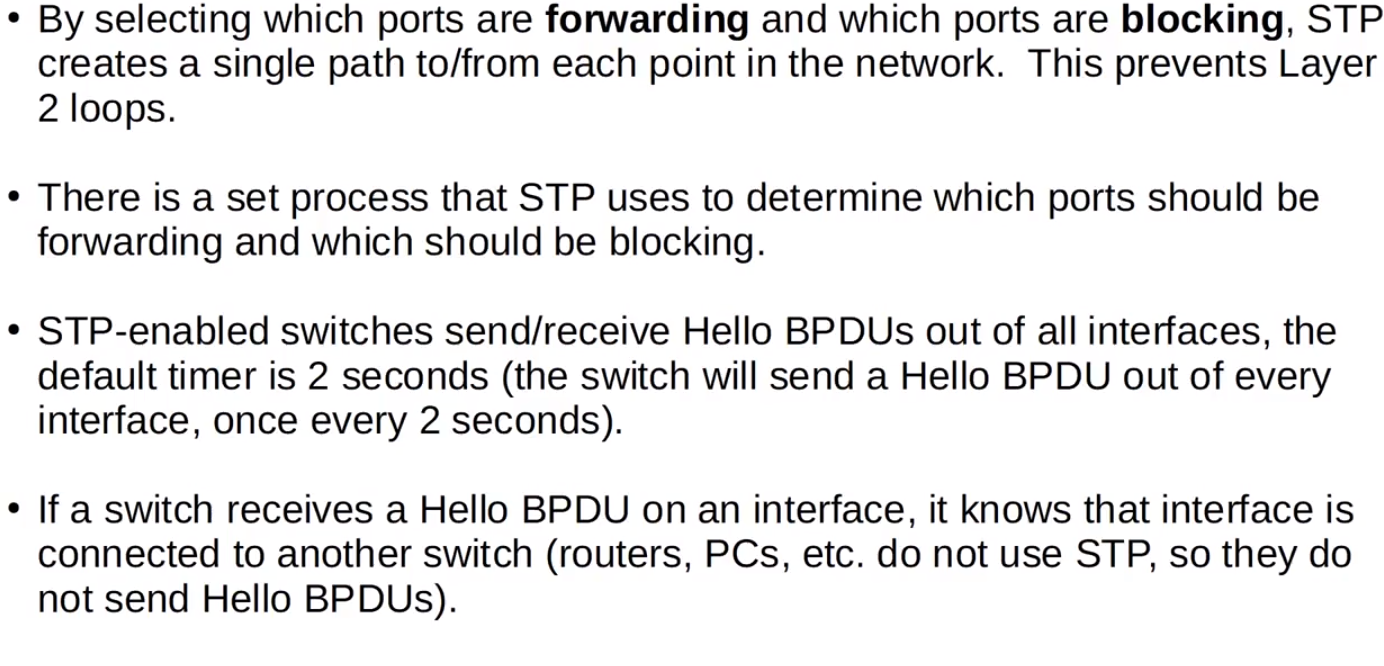 • By selecting which ports are forwarding and which ports are blocking, STP
creates a single path to/from each point in the network.  This prevents Layer
2 loops.
• There is a set process that STP uses to determine which ports should be
forwarding and which should be blocking.
• STP-enabled switches send/receive Hello BPDUs out of all interfaces, the
default timer is 2 seconds (the switch will send a Hello BPDU out of every
interface, once every 2 seconds).
• If a switch receives a Hello BPDU on an interface, it knows that interface is
connected to another switch (routers, PCs, etc. do not use STP, so they do
not send Hello BPDUs).